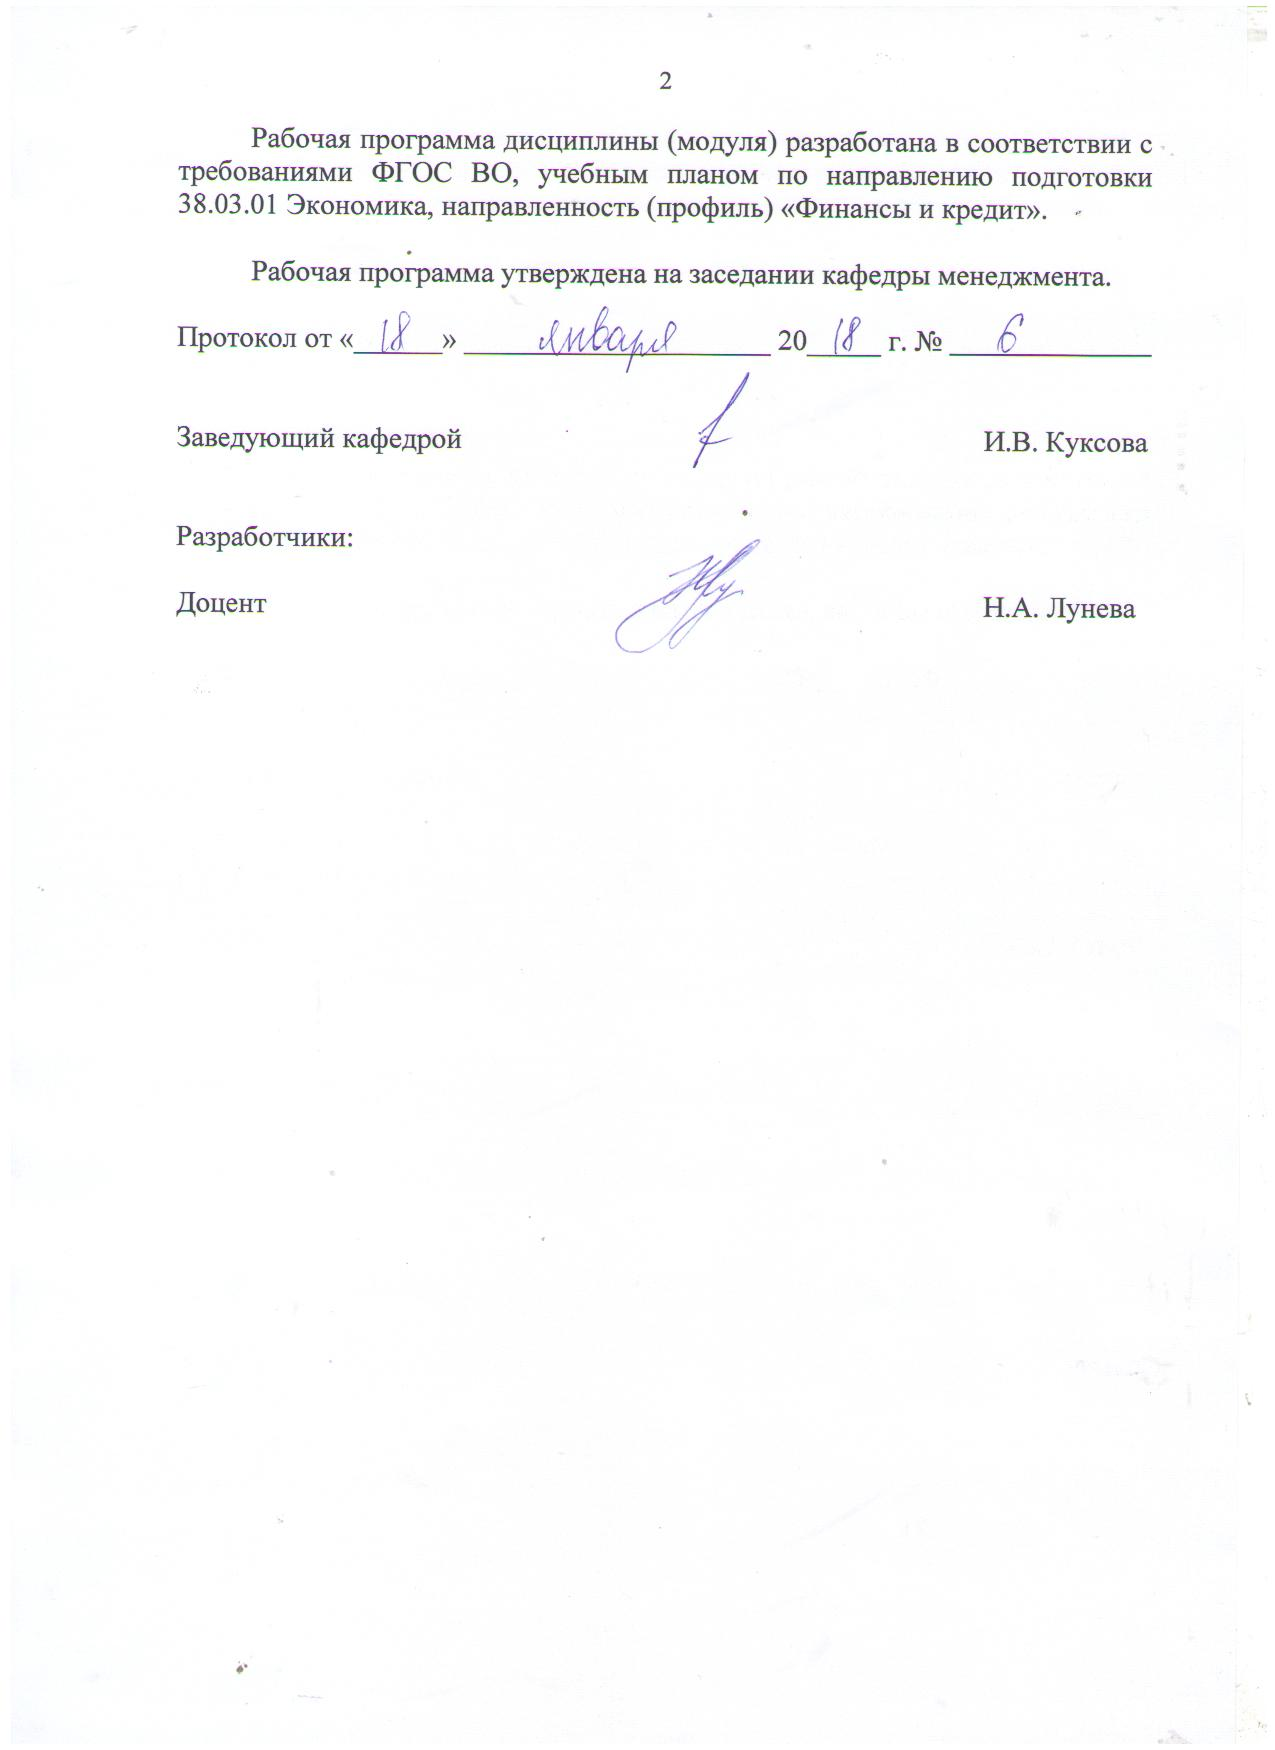 2
Рабочая программа дисциплины (модуля) разработана в соответствии с
требованиями ФГОС ВО, учебным планом по направлению подготовки
38.03.01 Экономика, направленность (профиль) «Финансы и кредит».
Рабочая программа утверждена на заседании кафедры менеджмента.
Протокол от «18» января 2018 г. № 6
Заведующий кафедрой И.В. Куксова
Разработчики:
Доцент Н.А. Лунева